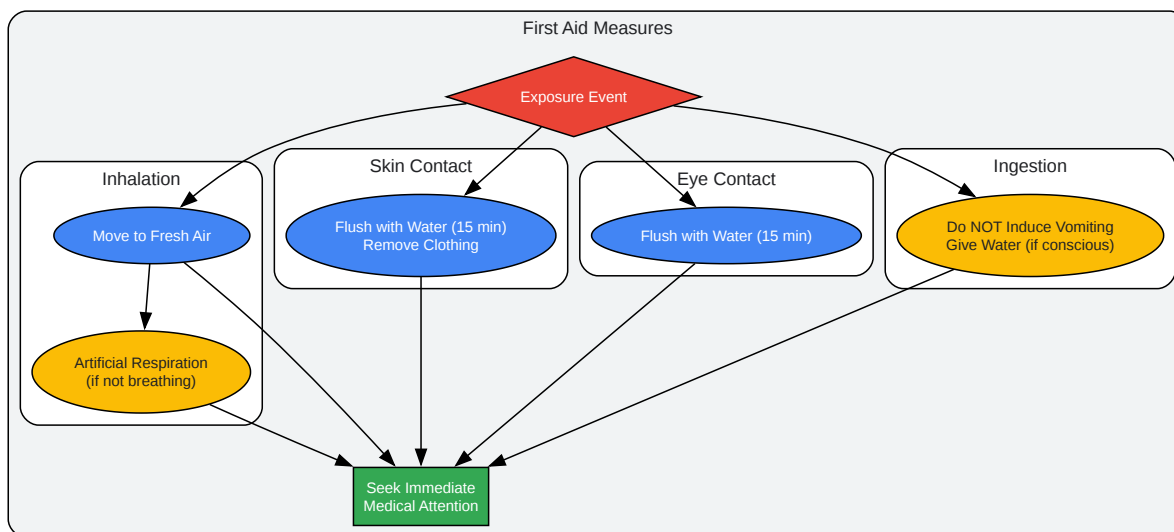 First Aid Measures
Exposure Event
Inhalation
Skin Contact
Eye Contact
Ingestion
Move to Fresh Air
Flush with Water (15 min)
Remove Clothing
Flush with Water (15 min)
Do NOT Induce Vomiting
Give Water (if conscious)
Artificial Respiration
(if not breathing)
Seek Immediate
Medical Attention